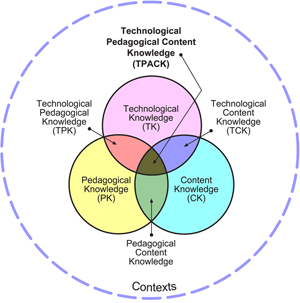 Technological
Pedagogical Content
Knowledge
(TPACK)
Technological
Pedagogical
Knowledge
(TPK)
Technological
Knowledge
(TK)
Technological
Content
Knowledge
(TCK)
Pedagogical
Knowledge
(PK)
Content
Knowledge
(CK)
Pedagogical
Content
Knowledge
Contexts